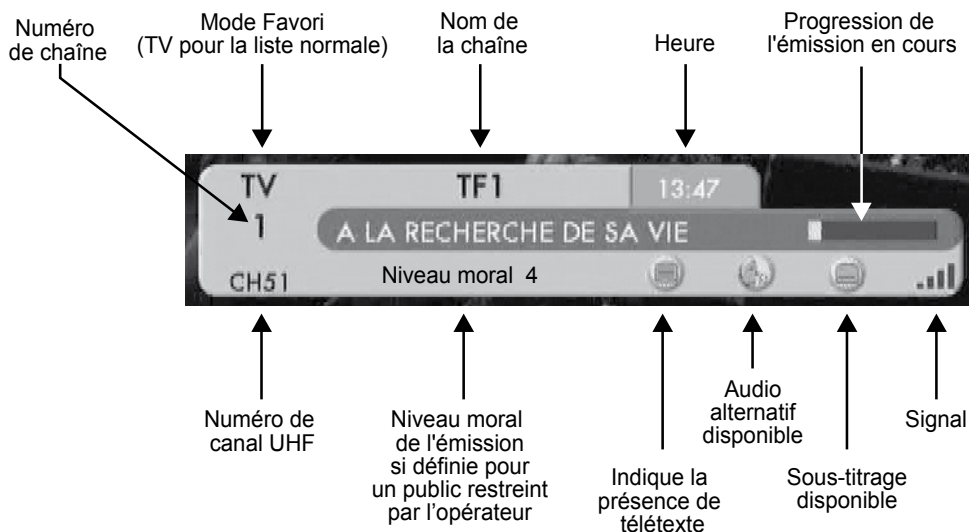 Numéro
de chaîne
Mode Favori
(TV pour la liste normale)
Nom de
la chaîne
Heure
Progression de
l'émission en cours
TV
TF1
13:47
1
A LA RECHERCHE DE SA VIE
CH51
Niveau moral 4
Numéro de
canal UHF
Niveau moral
de l'émission
si définie pour
un public restreint
par l’opérateur
Indique la
présence de
télétexte
Audio
alternatif
disponible
Sous-titrage
disponible
Signal